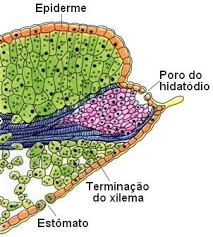 Epiderme
Poro do
hidatódio
Terminação
do xilema
Estômato